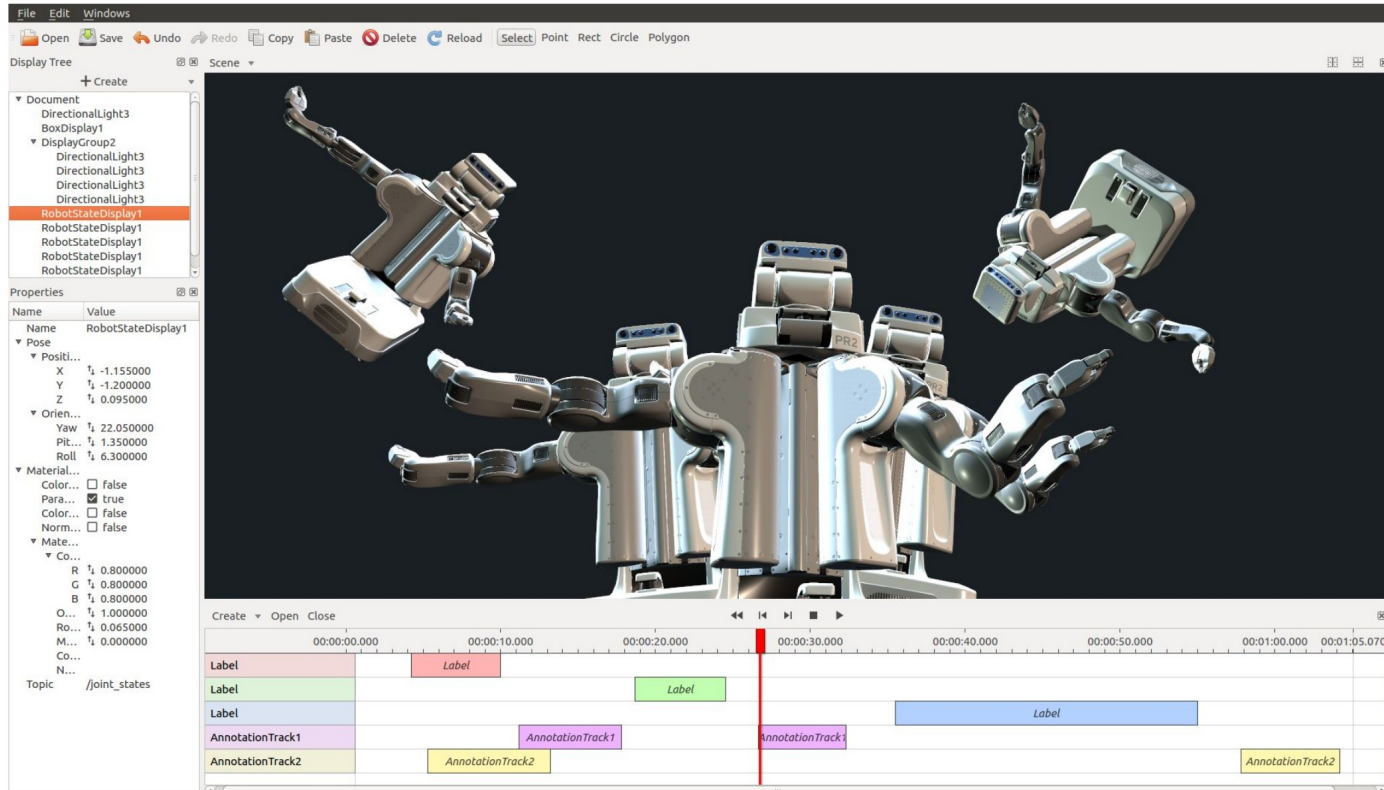 File Edit Windows
Open Save Undo Redo Copy Paste Delete Reload Select Point Rect Circle Polygon
Display Tree
Scene
Create
Document
DirectionalLight3
BoxDisplay1
DisplayGroup2
DirectionalLight3
DirectionalLight3
DirectionalLight3
DirectionalLight3
RobotStateDisplay1
RobotStateDisplay1
RobotStateDisplay1
RobotStateDisplay1
RobotStateDisplay1
Properties
Name Value
Name RobotStateDisplay1
Pose
Positi...
X -1.155000
Y -1.200000
Z 0.095000
Orien...
Yaw 22.050000
Pit... 1.350000
Roll 6.300000
Material...
Color... false
Para... true
Color... false
Norm... false
Mate...
Co...
R 0.800000
G 0.800000
B 0.800000
O... 1.000000
Ro... 0.065000
M... 0.000000
Co...
N...
Topic /joint_states
PR2
PR2
Create Open Close
00:00:00.000 00:00:10.000 00:00:20.000 00:00:30.000 00:00:40.000 00:00:50.000 00:01:00.000 00:01:05.070
Label Label
Label Label
Label Label
AnnotationTrack1 AnnotationTrack1 AnnotationTrack1
AnnotationTrack2 AnnotationTrack2 AnnotationTrack2